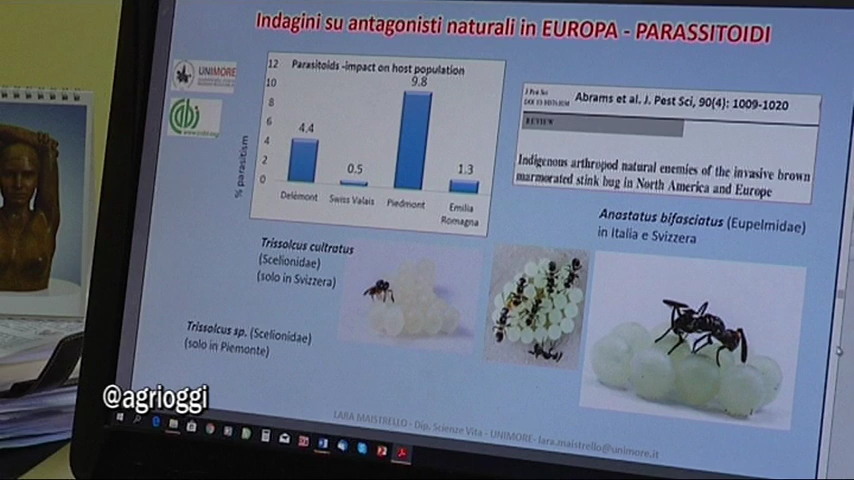 Indagini su antagonisti naturali in EUROPA - PARASSITOIDI
UNIMORE
cabi
Parasitoids -impact on host population
% parasitism
12
10
8
6
4
2
0
4.4
0.5
9.8
1.3
Delémont
Swiss Valais
Piedmont
Emilia
Romagna
J Pest Sci
Abrams et al. J. Pest Sci, 90(4): 1009-1020
REVIEW
Indigenous arthropod natural enemies of the invasive brown
marmorated stink bug in North America and Europe
Anastatus bifasciatus (Eupelmidae)
in Italia e Svizzera
Trissolcus cultratus
(Scelionidae)
(solo in Svizzera)
Trissolcus sp. (Scelionidae)
(solo in Piemonte)
@agrioggi
LARA MAISTRELLO - Dip. Scienze Vita - UNIMORE- lara.maistrello@unimore.it